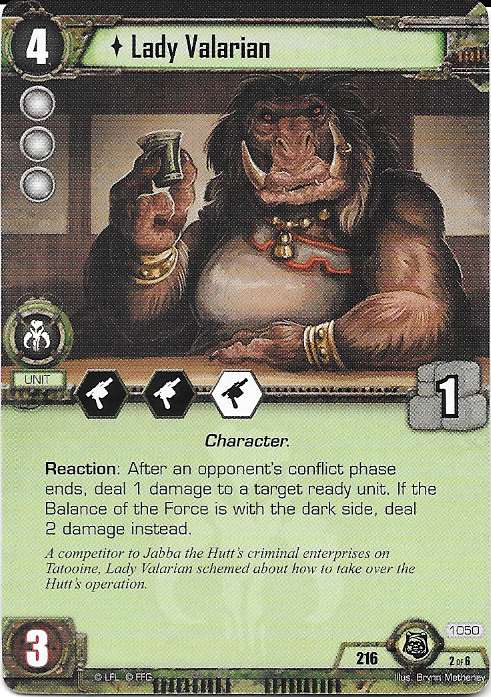 4
Lady Valarian
UNIT
1
Character.
Reaction: After an opponent's conflict phase
ends, deal 1 damage to a target ready unit. If the
Balance of the Force is with the dark side, deal
2 damage instead.
A competitor to Jabba the Hutt's criminal enterprises on
Tatooine, Lady Valarian schemed about how to take over the
Hutt's operation.
3
1050
216
2 OF 6
© LFL © FFG
Illus. Brynn Metheney